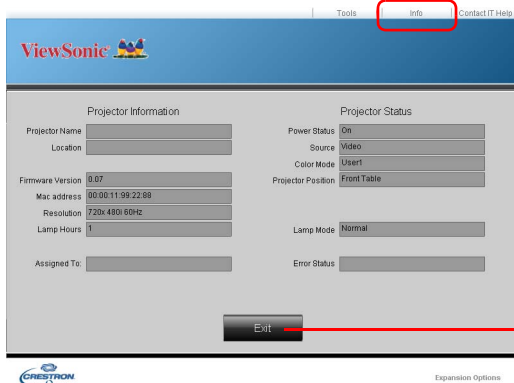 Tools Info Contact IT Help
ViewSonic
Projector Information
Projector Name
Location
Firmware Version 0.07
Mac address 00:00:11:99:22:88
Resolution 720x 480i 60Hz
Lamp Hours 1
Assigned To:
Projector Status
Power Status On
Source Video
Color Mode User1
Projector Position Front Table
Lamp Mode Normal
Error Status
Exit
CRESTRON
Expansion Options